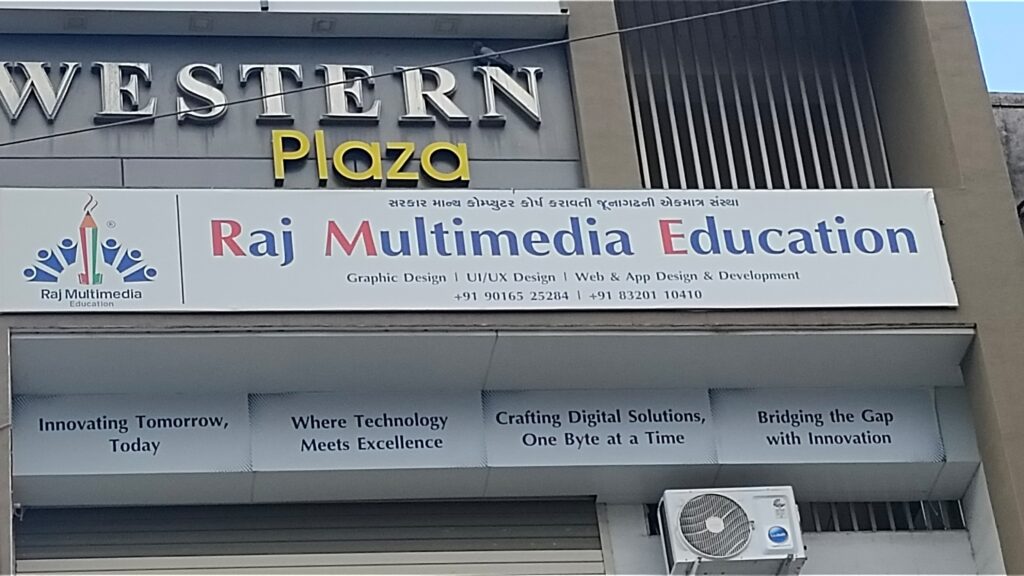 WESTERN
Plaza
સરકાર માન્ય કોમ્પ્યુટર કોર્ષ કરાવતી જૂનાગઢની એકમાત્ર સંસ્થા
Raj Multimedia Education
Graphic Design | UI/UX Design | Web & App Design & Development
+91 90165 25284 | +91 83201 10410
®
Raj Multimedia
Education
Innovating Tomorrow,
Today
Where Technology
Meets Excellence
Crafting Digital Solutions,
One Byte at a Time
Bridging the Gap
with Innovation